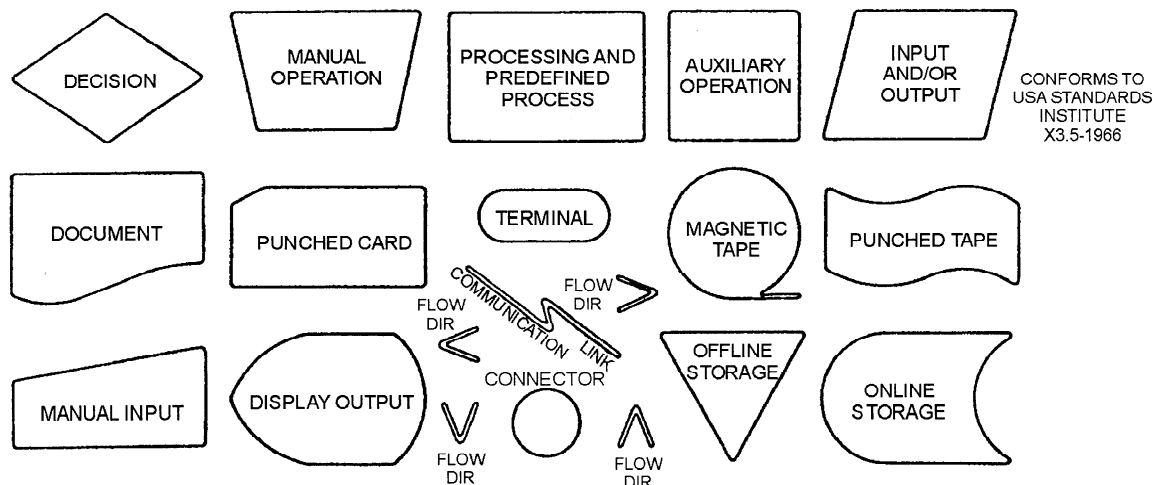 DECISION
MANUAL
OPERATION
PROCESSING AND
PREDEFINED
PROCESS
AUXILIARY
OPERATION
INPUT
AND/OR
OUTPUT
CONFORMS TO
USA STANDARDS
INSTITUTE
X3.5-1966
DOCUMENT
PUNCHED CARD
TERMINAL
MAGNETIC
TAPE
PUNCHED TAPE
FLOW
DIR
COMMUNICATION
LINK
FLOW
DIR
MANUAL INPUT
DISPLAY OUTPUT
CONNECTOR
OFFLINE
STORAGE
ONLINE
STORAGE
FLOW
DIR
FLOW
DIR